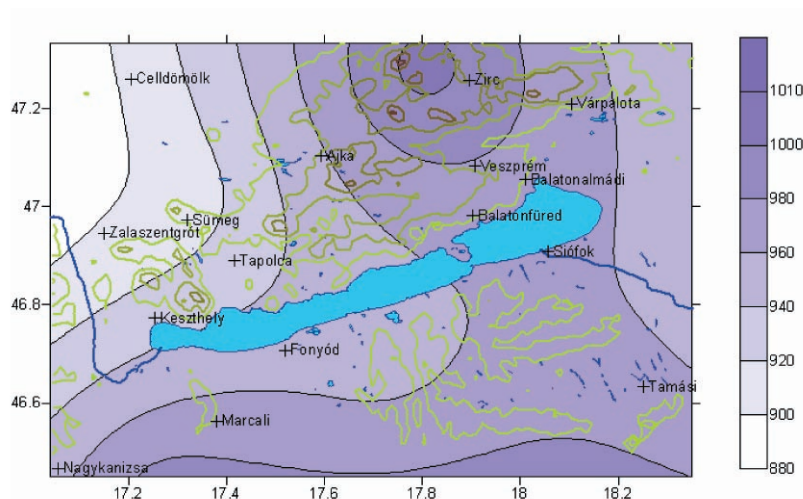 Celldömölk
Zirc
1010
47.2
Várpalota
980
Ajka
Veszprém
Balatonalmádi
960
47
Sümeg
Balatonfüred
Zalaszentgrót
Siófok
Tapolca
940
46.8
Keszthely
920
Fonyód
Tamási
46.6
Marcali
900
Nagykanizsa
880
17.2 17.4 17.6 17.8 18 18.2